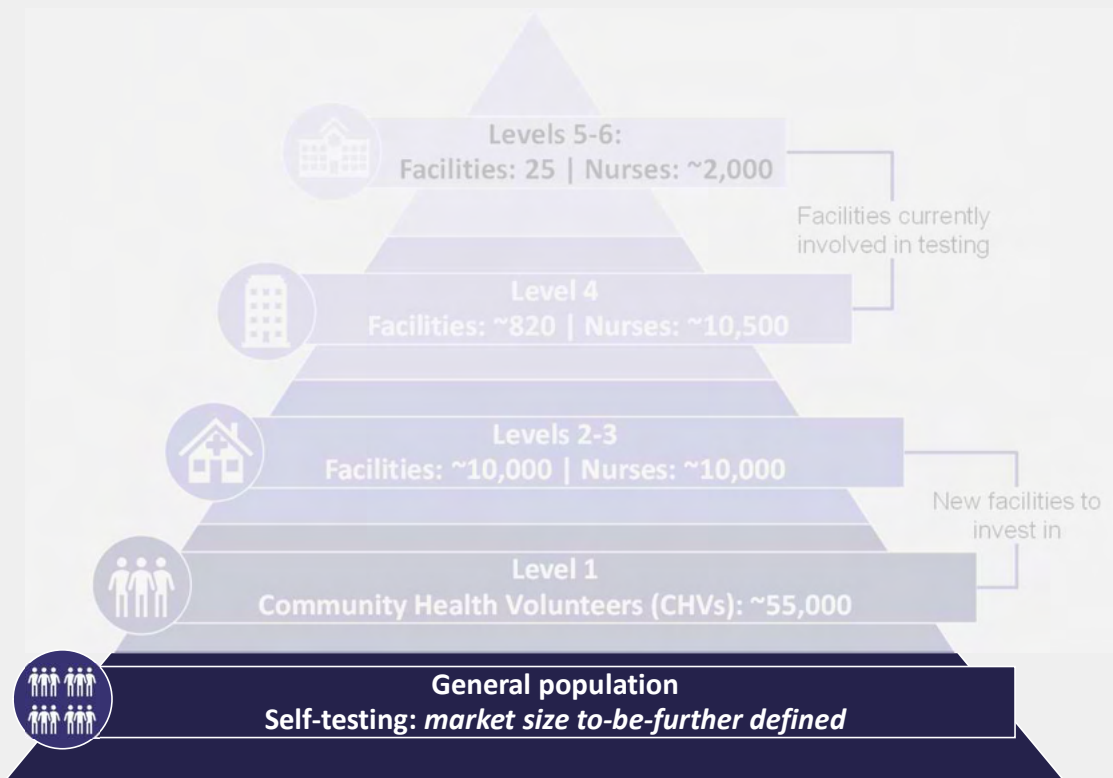 Levels 5-6:
Facilities: 25 | Nurses: ~2,000
Facilities currently
involved in testing
Level 4
Facilities: ~820 | Nurses: ~10,500
Levels 2-3
Facilities: ~10,000 | Nurses: ~10,000
New facilities to
invest in
Level 1
Community Health Volunteers (CHVs): ~55,000
General population
Self-testing: market size to-be-further defined